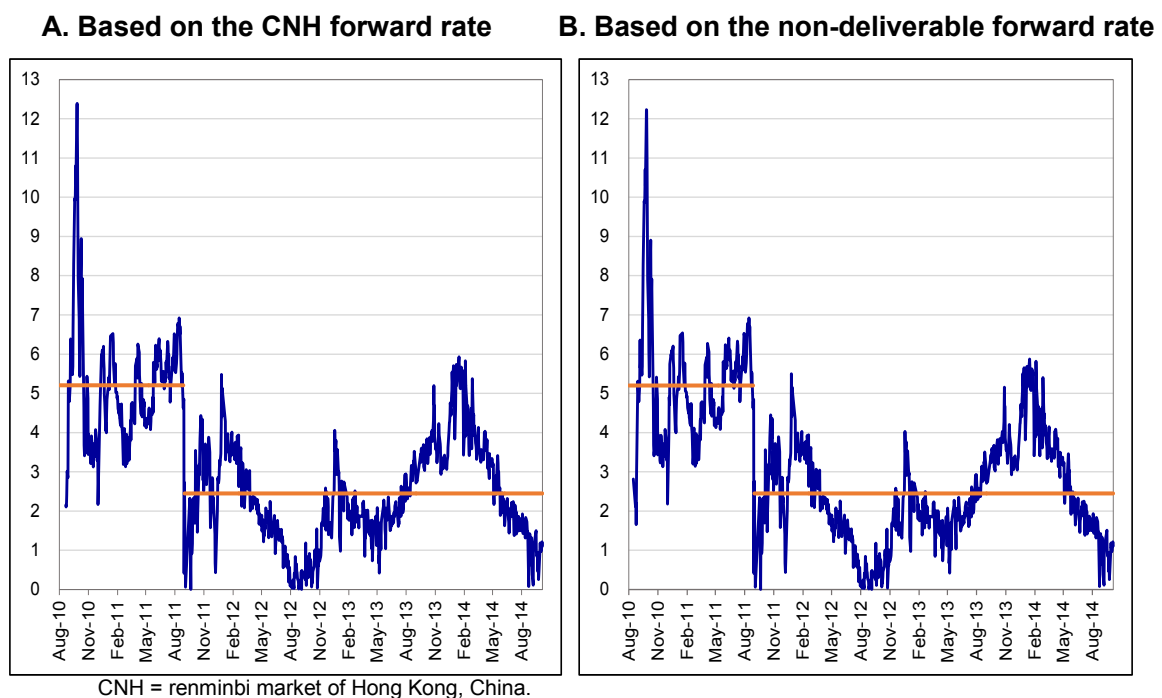 A. Based on the CNH forward rate
B. Based on the non-deliverable forward rate
13
12
11
10
9
8
7
6
5
4
3
2
1
0
Aug-10
Nov-10
Feb-11
May-11
Aug-11
Nov-11
Feb-12
May-12
Aug-12
Nov-12
Feb-13
May-13
Aug-13
Nov-13
Feb-14
May-14
Aug-14
13
12
11
10
9
8
7
6
5
4
3
2
1
0
Aug-10
Nov-10
Feb-11
May-11
Aug-11
Nov-11
Feb-12
May-12
Aug-12
Nov-12
Feb-13
May-13
Aug-13
Nov-13
Feb-14
May-14
Aug-14
CNH = renminbi market of Hong Kong, China.